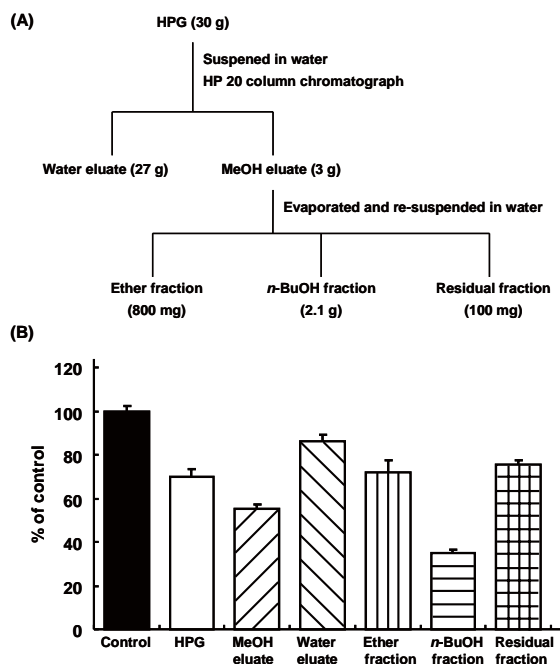 (A)
HPG (30 g)
Suspened in water
HP 20 column chromatograph
Water eluate (27 g)
MeOH eluate (3 g)
Evaporated and re-suspended in water
Ether fraction
(800 mg)
n-BuOH fraction
(2.1 g)
Residual fraction
(100 mg)
(B)
% of control
120
100
80
60
40
20
0
Control
HPG
MeOH
eluate
Water
eluate
Ether
fraction
n-BuOH
fraction
Residual
fraction